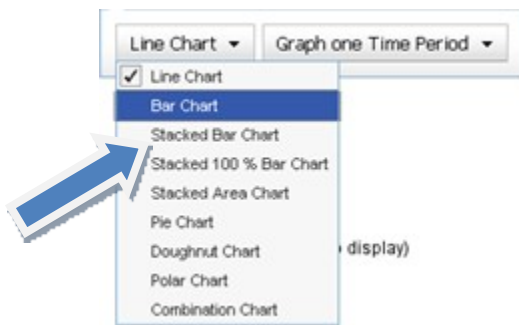 Line Chart Graph one Time Period
Line Chart
Bar Chart
Stacked Bar Chart
Stacked 100 % Bar Chart
Stacked Area Chart
Pie Chart
Doughnut Chart display)
Polar Chart
Combination Chart